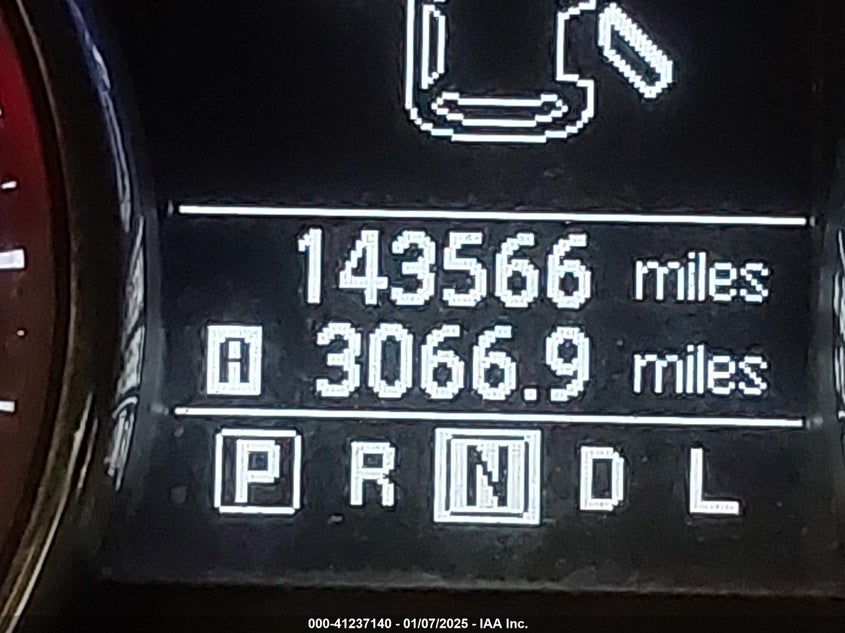 143566 miles
A 3066.9 miles
P R N D L
000-41237140 - 01/07/2025 - IAA Inc.